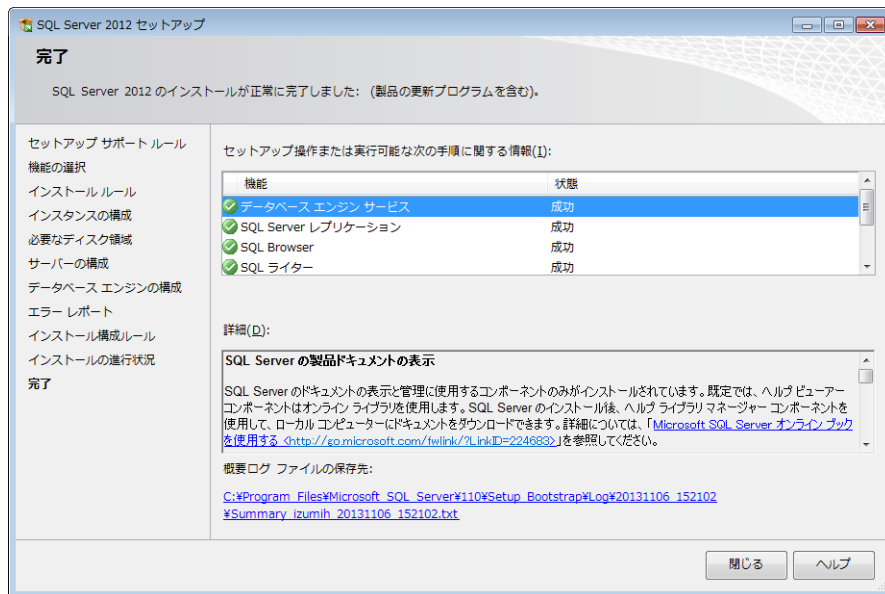 SQL Server 2012 セットアップ
完了
SQL Server 2012 のインストールが正常に完了しました: (製品の更新プログラムを含む)。
セットアップ サポート ルール
機能の選択
インストール ルール
インスタンスの構成
必要なディスク領域
サーバーの構成
データベース エンジンの構成
エラー レポート
インストール構成ルール
インストールの進行状況
完了
セットアップ操作または実行可能な次の手順に関する情報(I):
機能 状態
データベース エンジン サービス 成功
SQL Server レプリケーション 成功
SQL Browser 成功
SQL ライター 成功
詳細(D):
SQL Server の製品ドキュメントの表示
SQL Server のドキュメントの表示と管理に使用するコンポーネントのみがインストールされています。既定では、ヘルプ ビューアー
コンポーネントはオンライン ライブラリを使用します。SQL Server のインストール後、ヘルプ ライブラリ マネージャー コンポーネントを
使用して、ローカル コンピューターにドキュメントをダウンロードできます。詳細については、「Microsoft SQL Server オンライン ブック
を使用する <http://go.microsoft.com/fwlink/?LinkID=224683>」を参照してください。
概要ログ ファイルの保存先:
C:¥Program Files¥Microsoft SQL Server¥110¥Setup Bootstrap¥Log¥20131106_152102
¥Summary_izumih_20131106_152102.txt
閉じる
ヘルプ